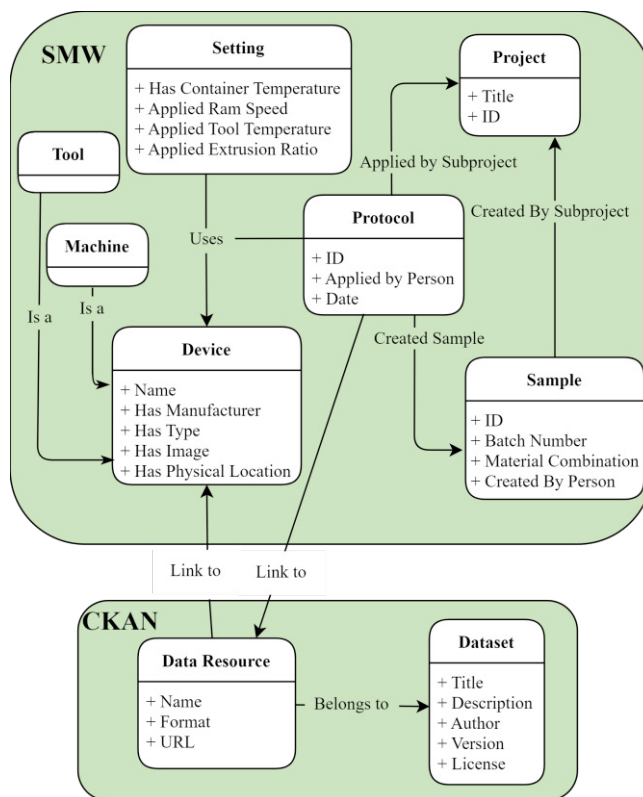 SMW
Setting
+ Has Container Temperature
+ Applied Ram Speed
+ Applied Tool Temperature
+ Applied Extrusion Ratio
Project
+ Title
+ ID
Tool
Applied by Subproject
Machine
Uses
Protocol
+ ID
+ Applied by Person
+ Date
Created By Subproject
Is a
Is a
Device
+ Name
+ Has Manufacturer
+ Has Type
+ Has Image
+ Has Physical Location
Created Sample
Sample
+ ID
+ Batch Number
+ Material Combination
+ Created By Person
Link to
Link to
CKAN
Data Resource
+ Name
+ Format
+ URL
Belongs to
Dataset
+ Title
+ Description
+ Author
+ Version
+ License